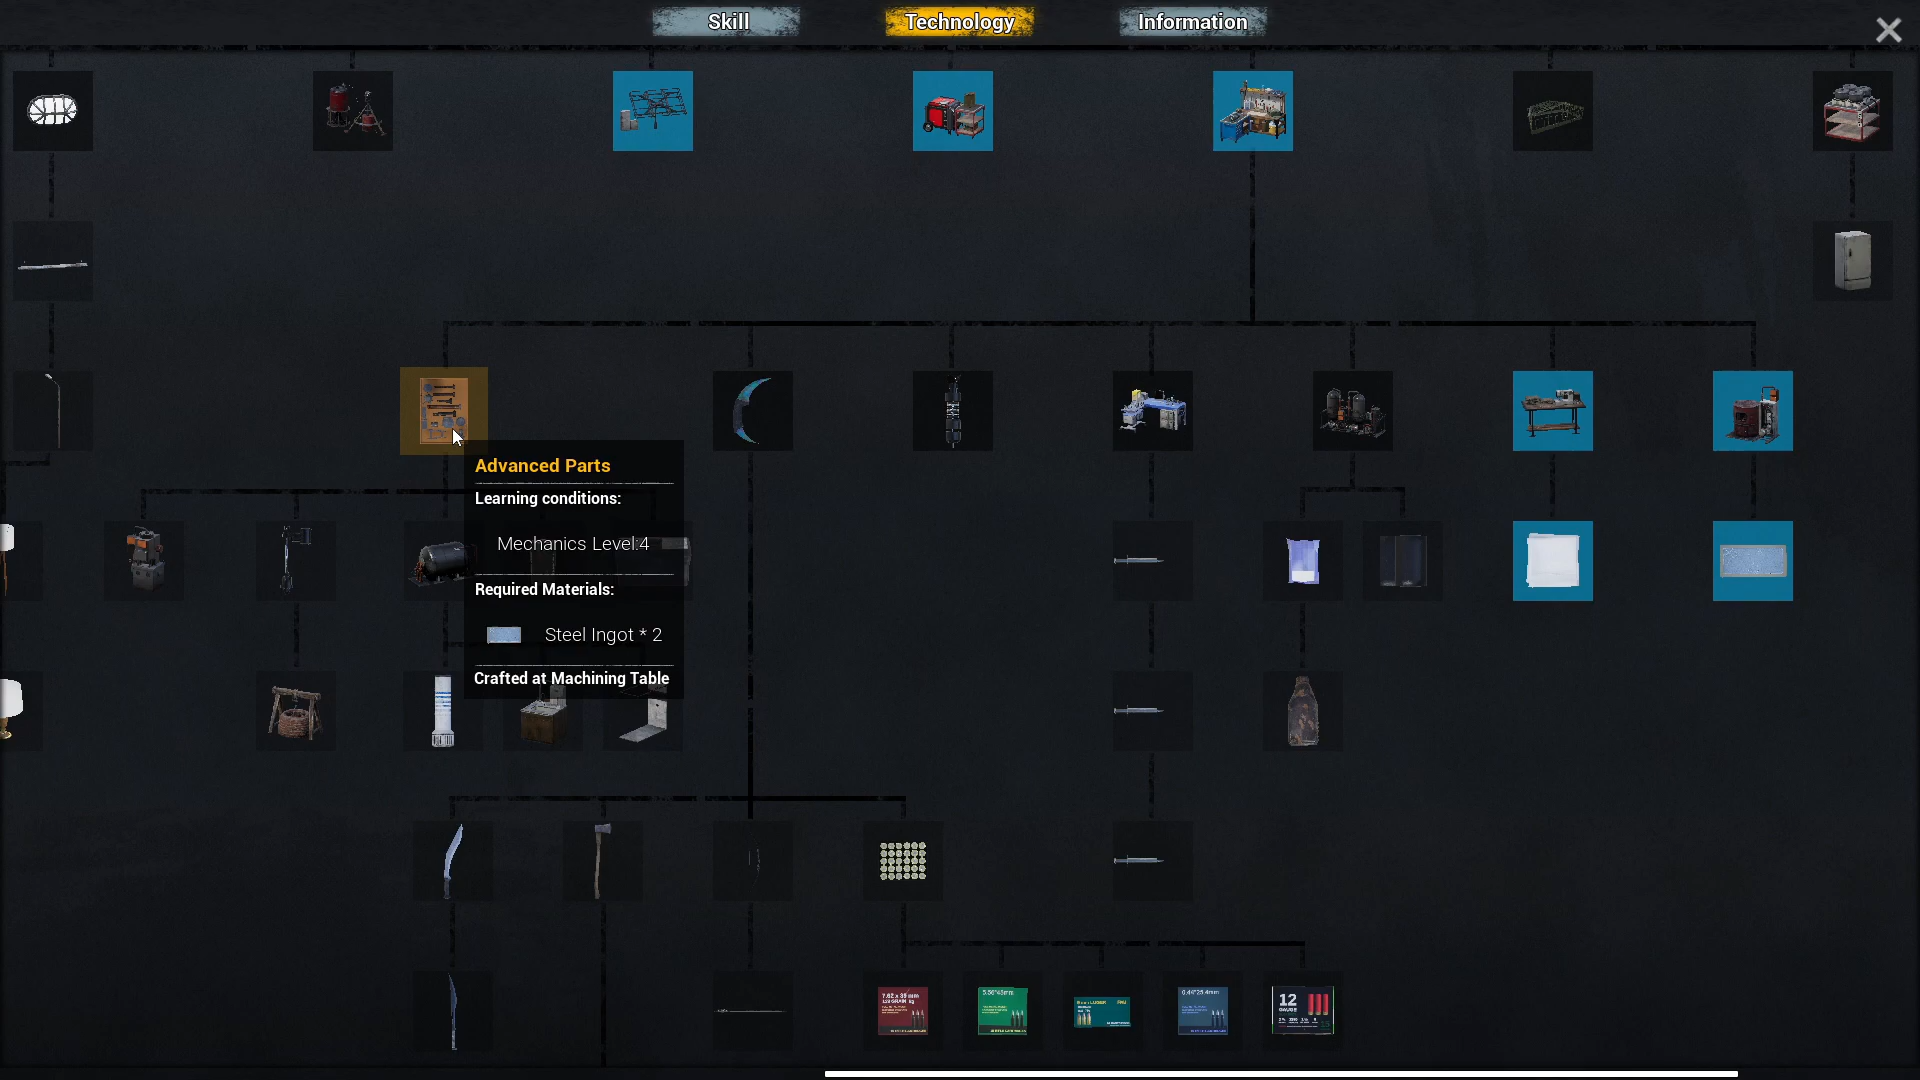 Skill
Technology
Information
Advanced Parts
Learning conditions:
Mechanics Level:4
Required Materials:
Steel Ingot * 2
Crafted at Machining Table
12
GAUGE